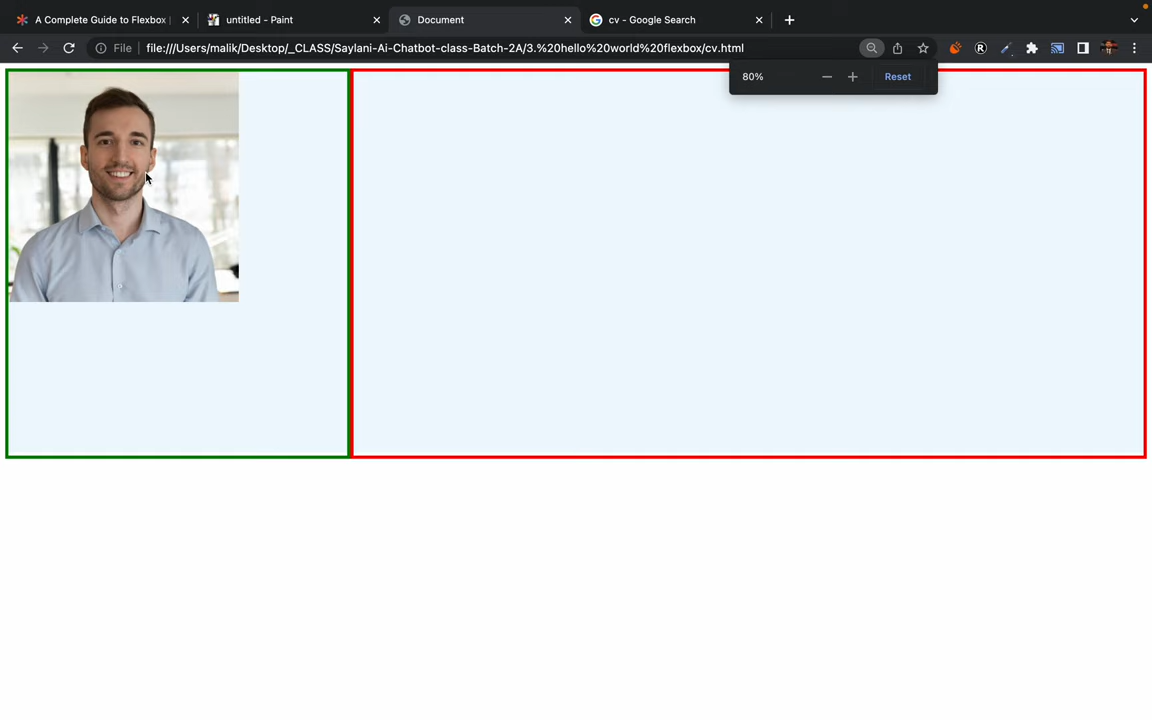 A Complete Guide to Flexbox
untitled - Paint
Document
cv - Google Search
File
file:///Users/malik/Desktop/_CLASS/Saylani-Ai-Chatbot-class-Batch-2A/3.%20hello%20world%20flexbox/cv.html
80%
Reset